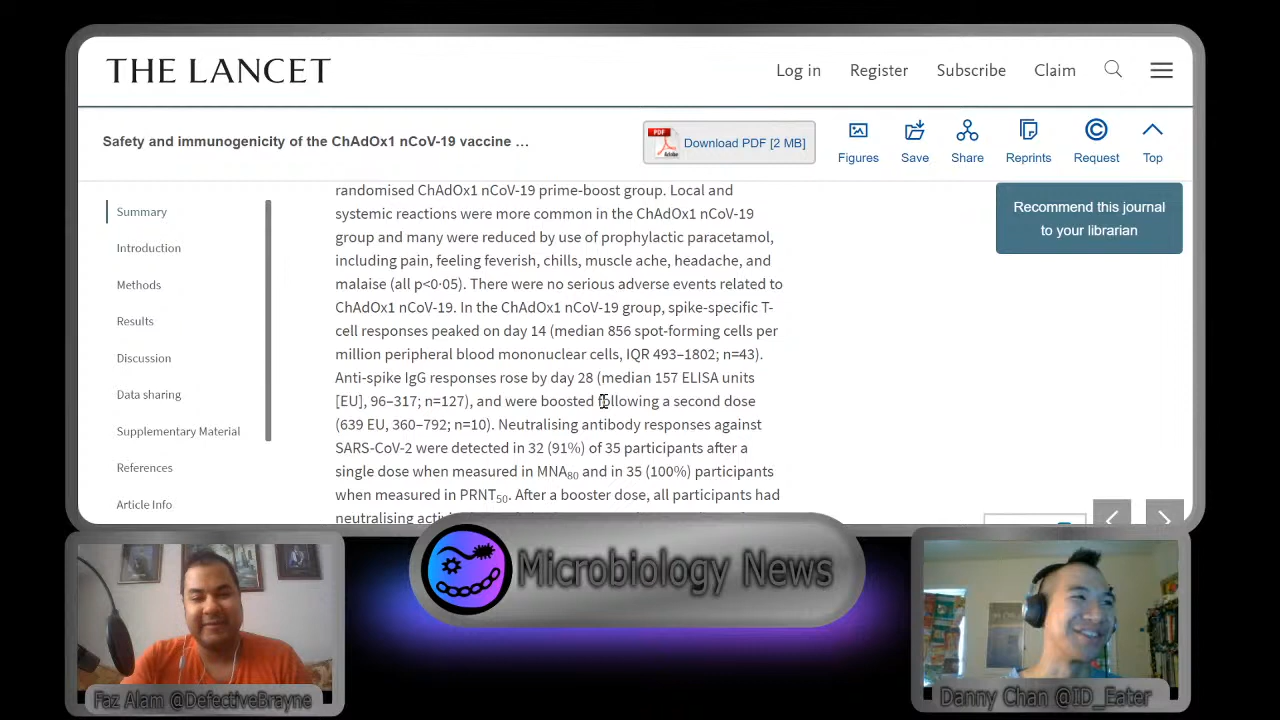 THE LANCET
Log in Register Subscribe Claim
Safety and immunogenicity of the ChAdOx1 nCoV-19 vaccine ...
PDF
Download PDF [2 MB]
Figures Save Share Reprints Request Top
Summary
Introduction
Methods
Results
Discussion
Data sharing
Supplementary Material
References
Article Info
randomised ChAdOx1 nCoV-19 prime-boost group. Local and
systemic reactions were more common in the ChAdOx1 nCoV-19
group and many were reduced by use of prophylactic paracetamol,
including pain, feeling feverish, chills, muscle ache, headache, and
malaise (all p<0·05). There were no serious adverse events related to
ChAdOx1 nCoV-19. In the ChAdOx1 nCoV-19 group, spike-specific T-
cell responses peaked on day 14 (median 856 spot-forming cells per
million peripheral blood mononuclear cells, IQR 493–1802; n=43).
Anti-spike IgG responses rose by day 28 (median 157 ELISA units
[EU], 96–317; n=127), and were boosted following a second dose
(639 EU, 360–792; n=10). Neutralising antibody responses against
SARS-CoV-2 were detected in 32 (91%) of 35 participants after a
single dose when measured in MNA80 and in 35 (100%) participants
when measured in PRNT50. After a booster dose, all participants had
neutralising
Recommend this journal
to your librarian
Microbiology News
Faz Alam @DefectiveBrayne
Danny Chan @ID_Eater